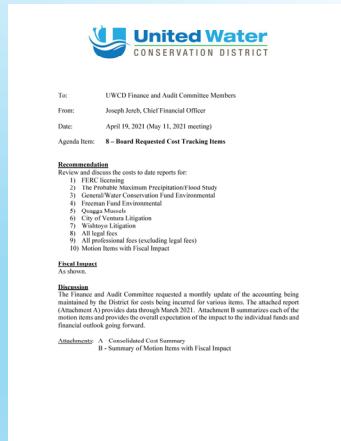 United Water
CONSERVATION DISTRICT
To: UWCD Finance and Audit Committee Members
From: Joseph Jereb, Chief Financial Officer
Date: April 19, 2021 (May 11, 2021 meeting)
Agenda Item: 8 – Board Requested Cost Tracking Items
Recommendation
Review and discuss the costs to date reports for:
1) FERC licensing
2) The Probable Maximum Precipitation/Flood Study
3) General/Water Conservation Fund Environmental
4) Freeman Fund Environmental
5) Quagga Mussels
6) City of Ventura Litigation
7) Wishtoyo Litigation
8) All legal fees
9) All professional fees (excluding legal fees)
10) Motion Items with Fiscal Impact
Fiscal Impact
As shown.
Discussion
The Finance and Audit Committee requested a monthly update of the accounting being
maintained by the District for costs being incurred for various items. The attached report
(Attachment A) provides data through March 2021. Attachment B summarizes each of the
motion items and provides the overall expectation of the impact to the individual funds and
financial outlook going forward.
Attachments: A – Consolidated Cost Summary
B - Summary of Motion Items with Fiscal Impact